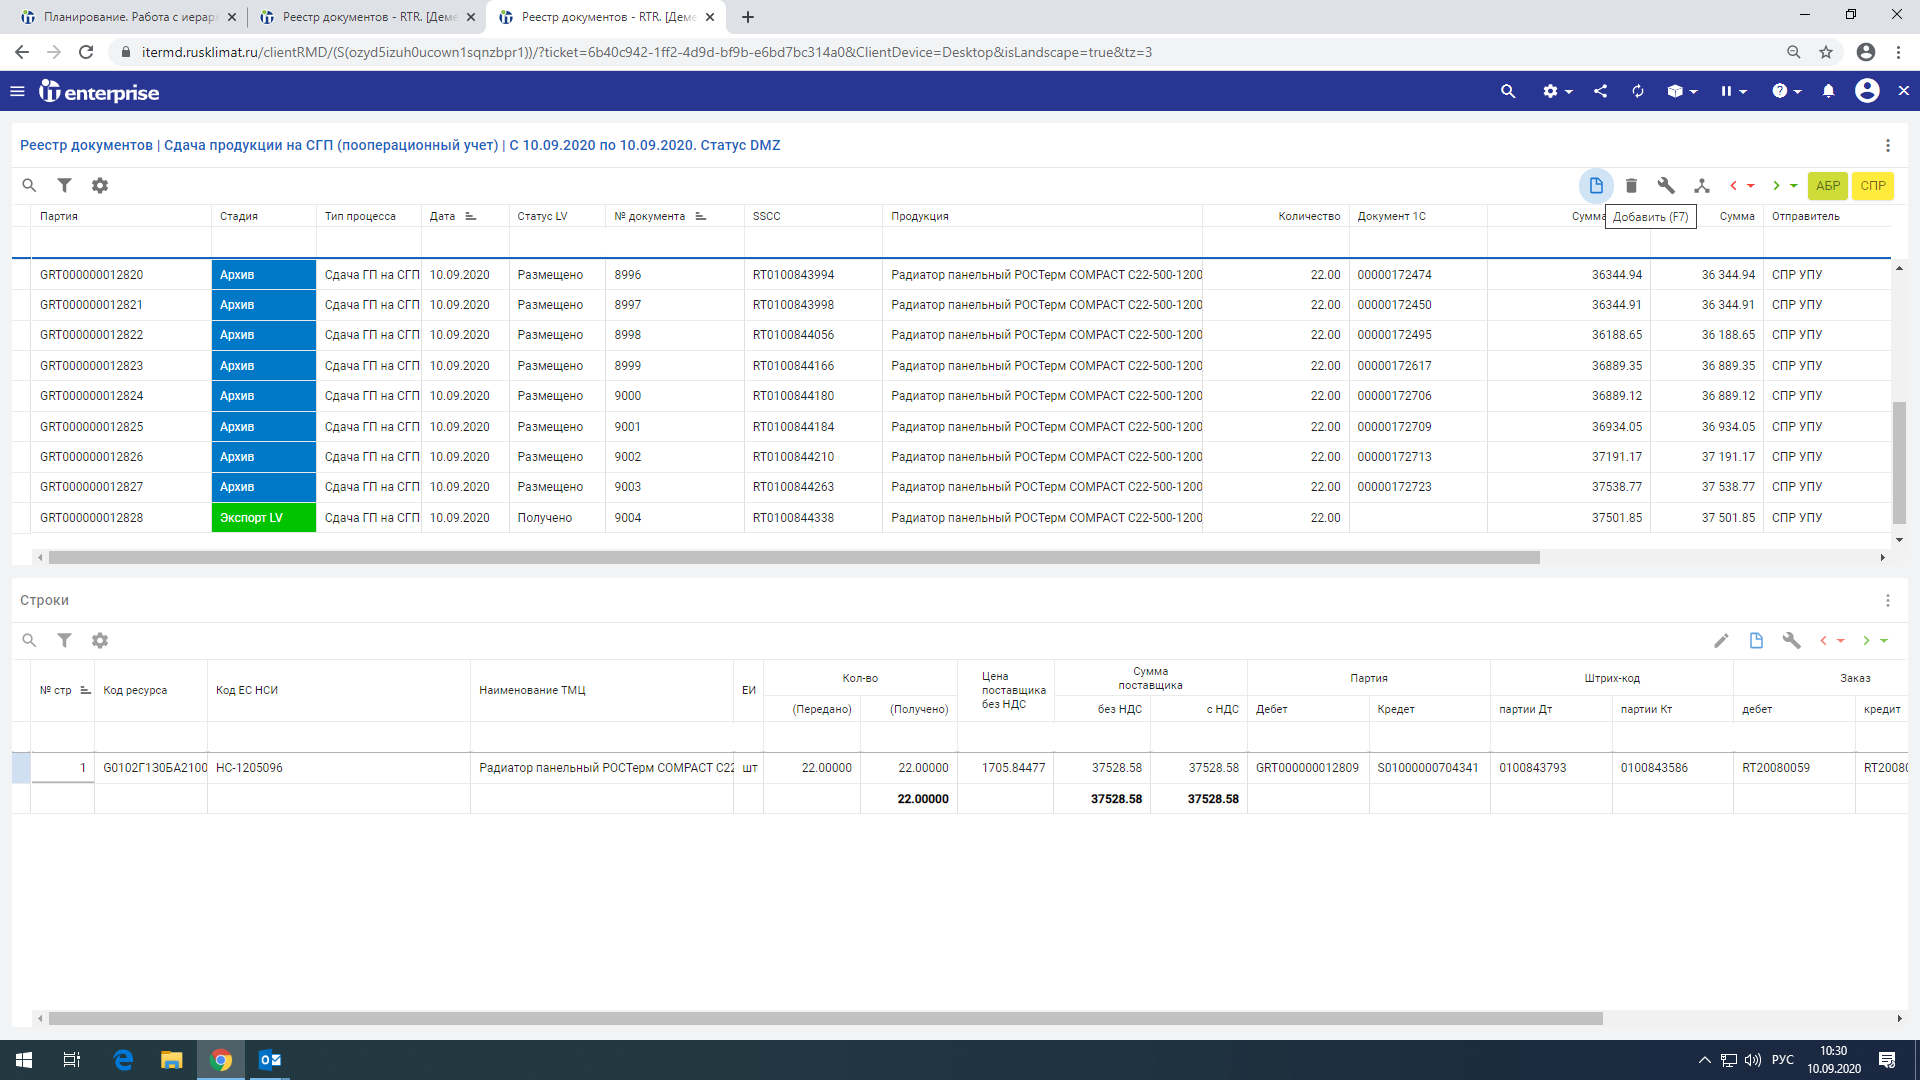 Планирование. Работа с иерарх
Реестр документов - RTR. [Деме
Реестр документов - RTR. [Деме
itermd.rusklimat.ru/clientRMD/(S(ozyd5izuh0ucown1sqnzbpr1))/?ticket=6b40c942-1ff2-4d9d-bf9b-e6bd7bc314a0&ClientDevice=Desktop&isLandscape=true&tz=3
it enterprise
Реестр документов | Сдача продукции на СГП (пооперационный учет) | С 10.09.2020 по 10.09.2020. Статус DMZ
АБР СПР
Партия Стадия Тип процесса Дата Статус LV № документа SSCC Продукция Количество Документ 1С Сумма Сумма Отправитель
Добавить (F7)
GRT000000012820 Архив Сдача ГП на СГП 10.09.2020 Размещено 8996 RT0100843994 Радиатор панельный РОСТерм COMPACT C22-500-1200 22.00 00000172474 36344.94 36 344.94 СПР УПУ
GRT000000012821 Архив Сдача ГП на СГП 10.09.2020 Размещено 8997 RT0100843998 Радиатор панельный РОСТерм COMPACT C22-500-1200 22.00 00000172450 36344.91 36 344.91 СПР УПУ
GRT000000012822 Архив Сдача ГП на СГП 10.09.2020 Размещено 8998 RT0100844056 Радиатор панельный РОСТерм COMPACT C22-500-1200 22.00 00000172495 36188.65 36 188.65 СПР УПУ
GRT000000012823 Архив Сдача ГП на СГП 10.09.2020 Размещено 8999 RT0100844166 Радиатор панельный РОСТерм COMPACT C22-500-1200 22.00 00000172617 36889.35 36 889.35 СПР УПУ
GRT000000012824 Архив Сдача ГП на СГП 10.09.2020 Размещено 9000 RT0100844180 Радиатор панельный РОСТерм COMPACT C22-500-1200 22.00 00000172706 36889.12 36 889.12 СПР УПУ
GRT000000012825 Архив Сдача ГП на СГП 10.09.2020 Размещено 9001 RT0100844184 Радиатор панельный РОСТерм COMPACT C22-500-1200 22.00 00000172709 36934.05 36 934.05 СПР УПУ
GRT000000012826 Архив Сдача ГП на СГП 10.09.2020 Размещено 9002 RT0100844210 Радиатор панельный РОСТерм COMPACT C22-500-1200 22.00 00000172713 37191.17 37 191.17 СПР УПУ
GRT000000012827 Архив Сдача ГП на СГП 10.09.2020 Размещено 9003 RT0100844263 Радиатор панельный РОСТерм COMPACT C22-500-1200 22.00 00000172723 37538.77 37 538.77 СПР УПУ
GRT000000012828 Экспорт LV Сдача ГП на СГП 10.09.2020 Получено 9004 RT0100844338 Радиатор панельный РОСТерм COMPACT C22-500-1200 22.00 37501.85 37 501.85 СПР УПУ
Строки
№ стр Код ресурса Код ЕС НСИ Наименование ТМЦ ЕИ Кол-во Цена поставщика без НДС Сумма поставщика Партия Штрих-код Заказ
(Передано) (Получено) без НДС с НДС Дебет Кредит партии Дт партии Кт дебет кредит
1 G0102Г130БА2100 НС-1205096 Радиатор панельный РОСТерм COMPACT C22 шт 22.00000 22.00000 1705.84477 37528.58 37528.58 GRT000000012809 S01000000704341 0100843793 0100843586 RT20080059 RT20080
22.00000 37528.58 37528.58
РУС
10:30
10.09.2020